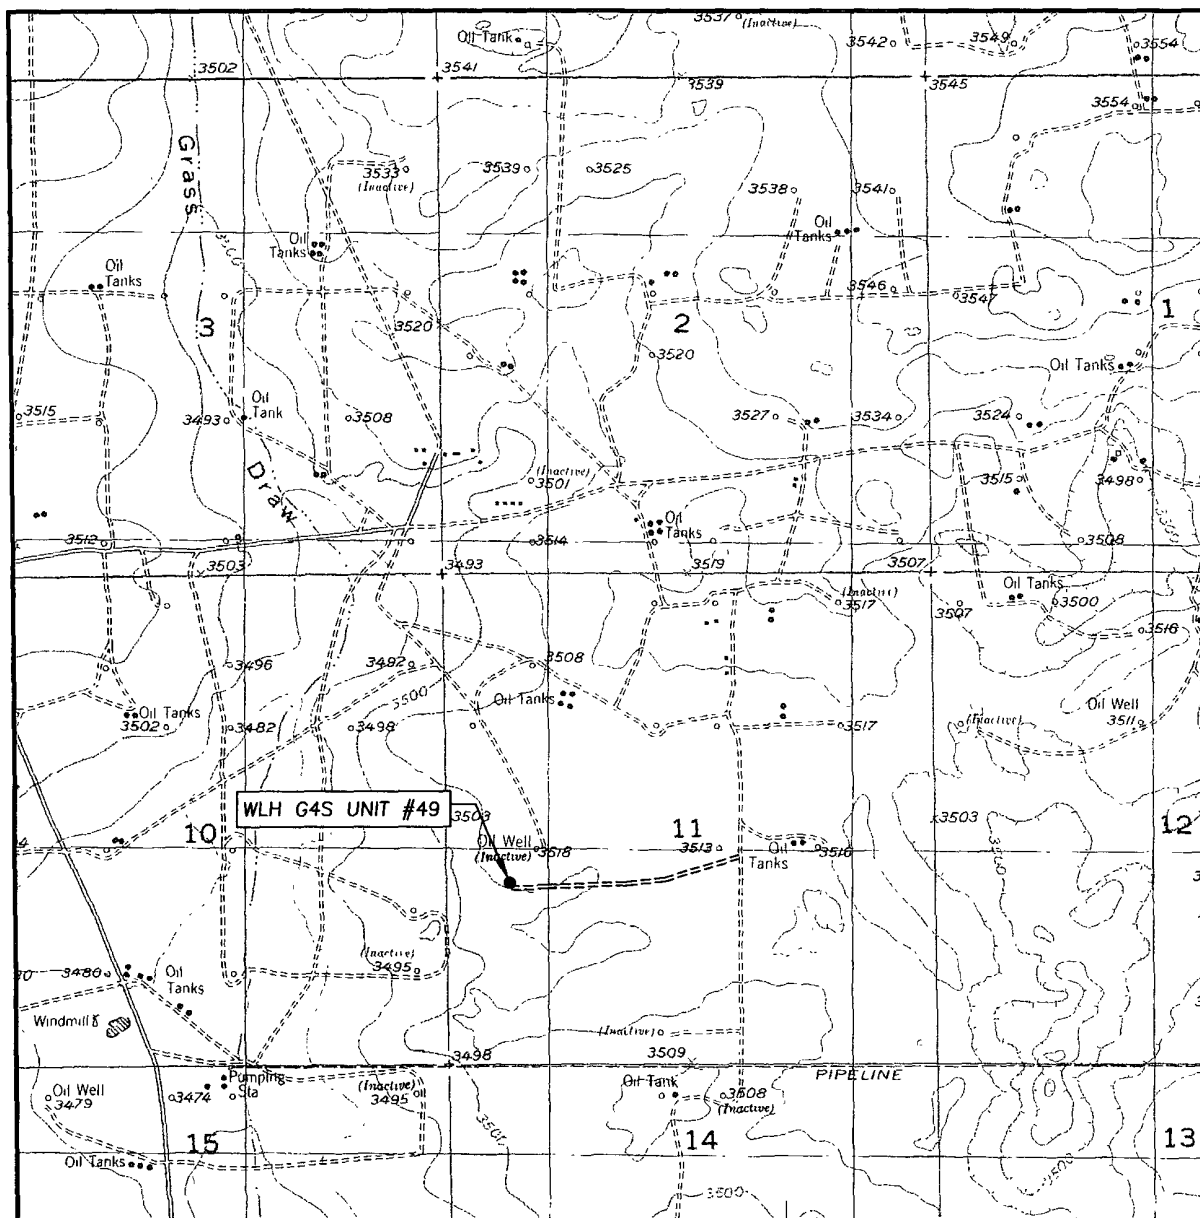 3537
(Inactive)
Oil Tank
3542
3549
3554
3502
3541
3539
3545
3554
Grass
3533
(Inactive)
3539
3525
3538
3541
Oil
Tanks
Oil
Tanks
Oil
Tanks
3500
3546
3547
3
3520
2
1
3520
Oil Tanks
3515
3493
Oil
Tank
3508
3527
3534
3524
Draw
(Inactive)
3501
3515
3498
3500
3512
3514
Oil
Tanks
3508
3503
3493
3519
3507
Oil Tanks
(Inactive)
3517
3507
3500
3516
3496
3492
3508
3500
Oil Tanks
3502
Oil Tanks
3482
3498
3517
(Inactive)
Oil Well
3511
WLH G4S UNIT #49
3503
3503
10
11
12
Oil Well
(Inactive)
3518
3513
Oil
Tanks
3516
3500
(Inactive)
3495
3480
Oil
Tanks
Windmill
(Inactive)
3498
3509
PIPELINE
Pumping
Sta
Oil Well
3479
3474
(Inactive)
3495
Oil Tank
3508
(Inactive)
15
14
13
Oil Tanks
3500
3500